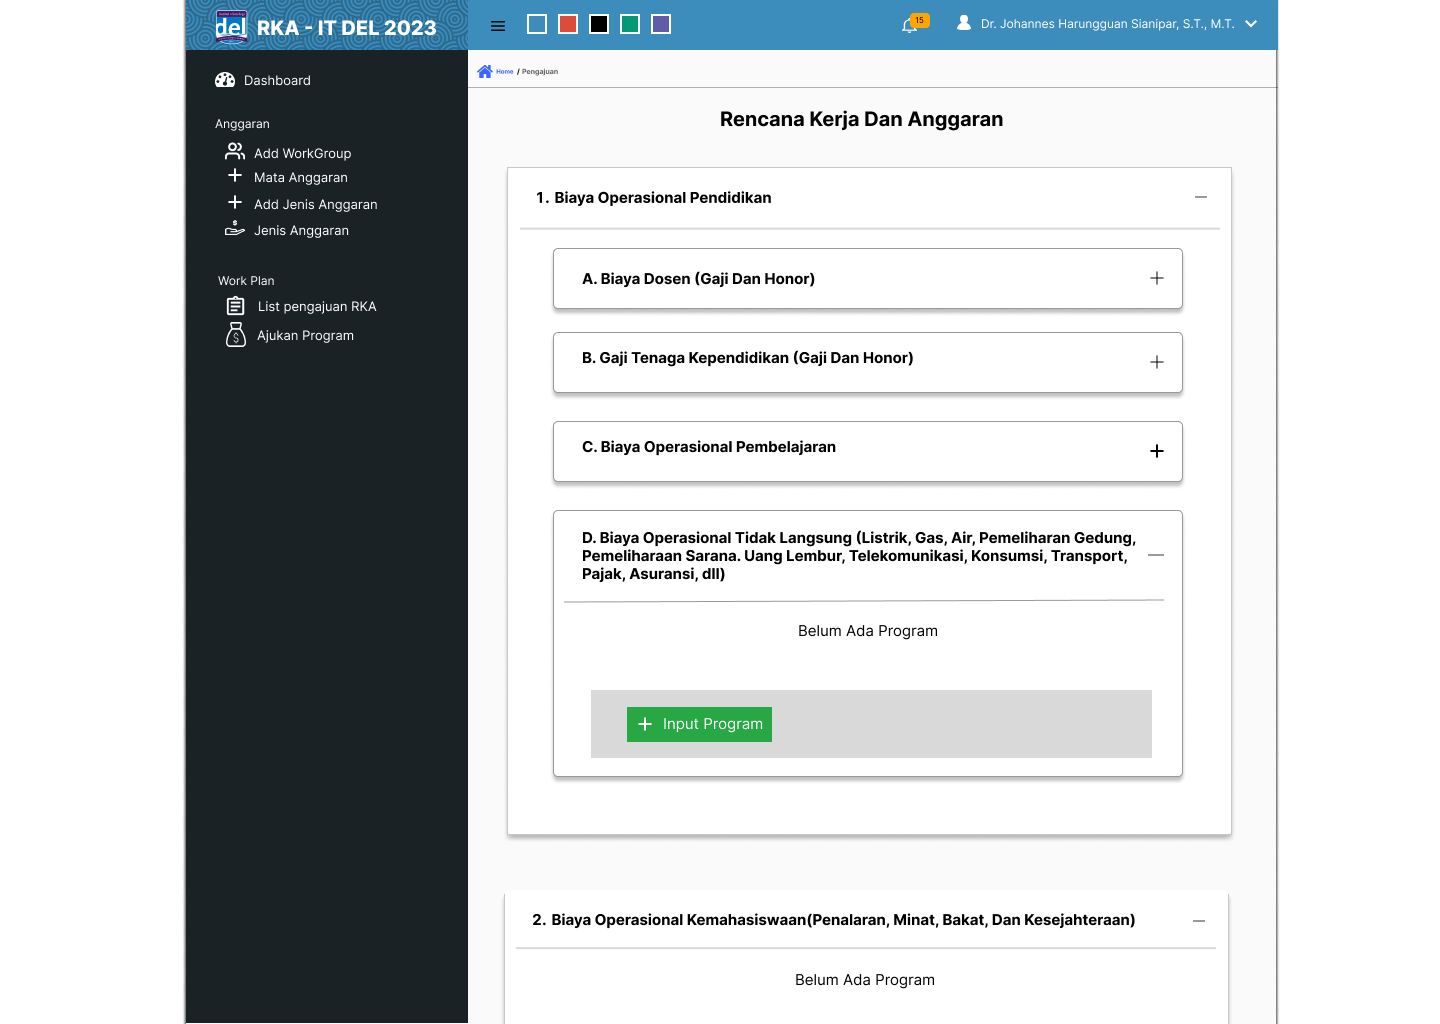 del RKA - IT DEL 2023
15
Dr. Johannes Harungguan Sianipar, S.T., M.T.
Home / Pengajuan
Dashboard
Anggaran
Add WorkGroup
Mata Anggaran
Add Jenis Anggaran
Jenis Anggaran
Work Plan
List pengajuan RKA
Ajukan Program
Rencana Kerja Dan Anggaran
1. Biaya Operasional Pendidikan
A. Biaya Dosen (Gaji Dan Honor)
B. Gaji Tenaga Kependidikan (Gaji Dan Honor)
C. Biaya Operasional Pembelajaran
D. Biaya Operasional Tidak Langsung (Listrik, Gas, Air, Pemeliharan Gedung,
Pemeliharaan Sarana. Uang Lembur, Telekomunikasi, Konsumsi, Transport,
Pajak, Asuransi, dll)
Belum Ada Program
Input Program
2. Biaya Operasional Kemahasiswaan(Penalaran, Minat, Bakat, Dan Kesejahteraan)
Belum Ada Program